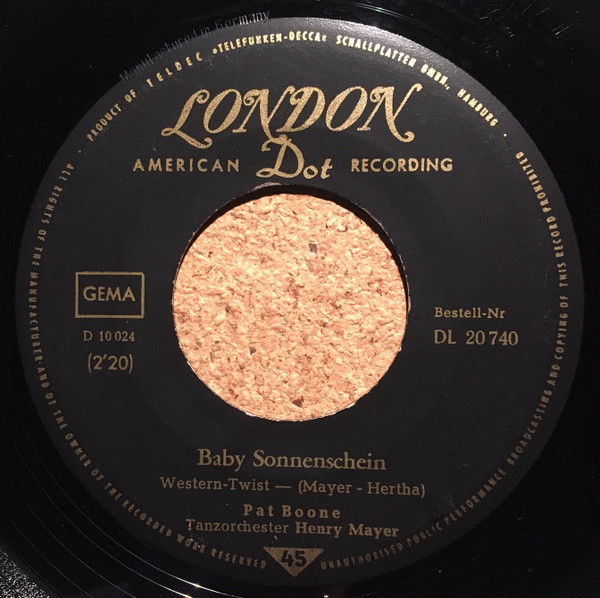 Manufactured in Germany
· PRODUCT OF TELDEC »TELEFUNKEN-DECCA« SCHALLPLATTEN GMBH., HAMBURG ·
ALL RIGHTS OF THE MANUFACTURER AND OF THE OWNER OF THE RECORDED WORK RESERVED
UNAUTHORISED PUBLIC PERFORMANCE BROADCASTING AND COPYING OF THIS RECORD PROHIBITED
LONDON
AMERICAN Dot RECORDING
GEMA
D 10 024
(2'20)
Bestell-Nr
DL 20 740
Baby Sonnenschein
Western-Twist — (Mayer - Hertha)
Pat Boone
Tanzorchester Henry Mayer
45